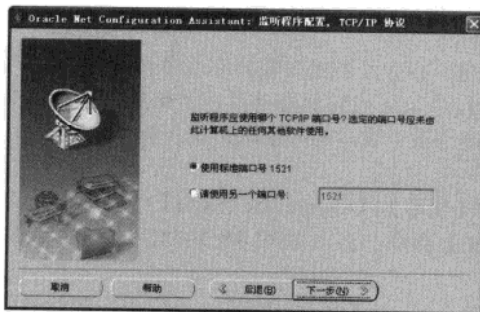 Oracle Net Configuration Assistant: 监听程序配置, TCP/IP 协议
监听程序应使用哪个 TCP/IP 端口号?选定的端口号应未由
此计算机上的任何其他软件使用。
使用标准端口号 1521
请使用另一个端口号:
1521
取消
帮助
后退(B)
下一步(N)